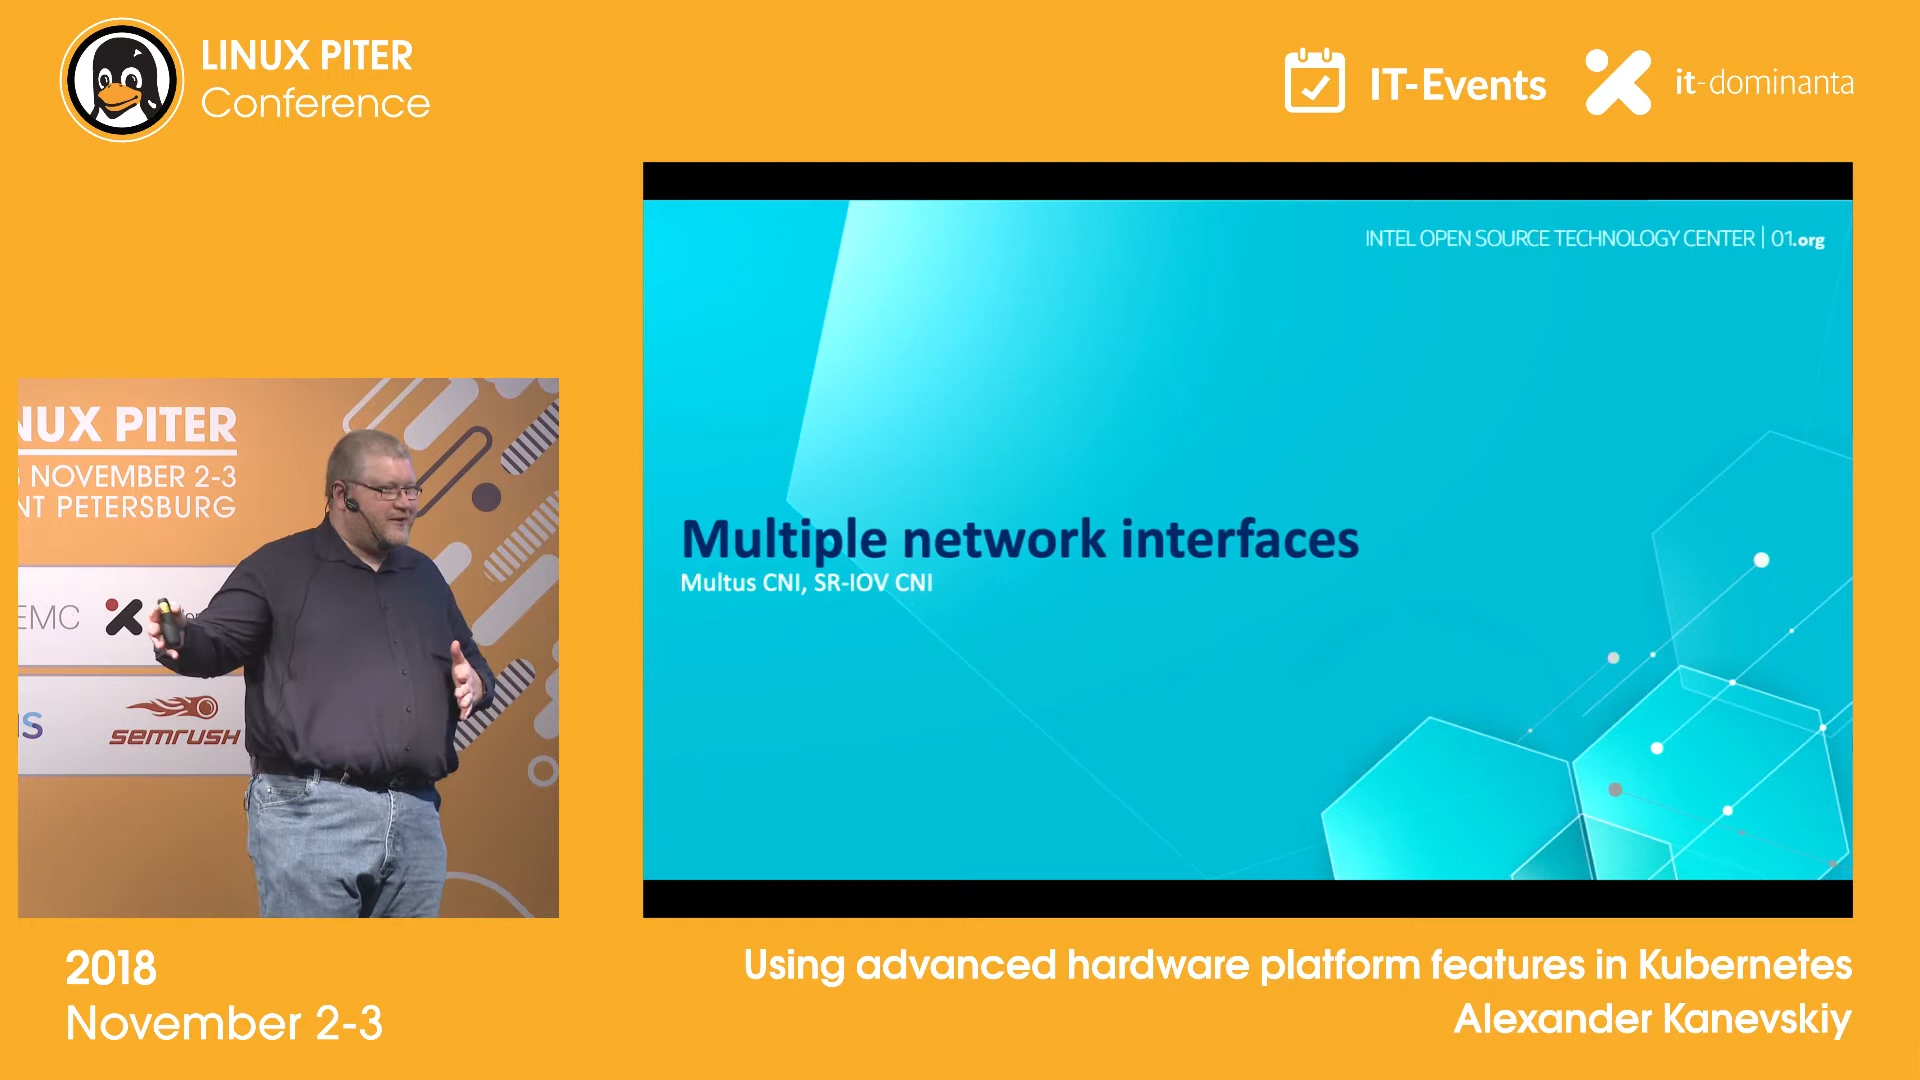 LINUX PITER
Conference
IT-Events
it-dominanta
INTEL OPEN SOURCE TECHNOLOGY CENTER | 01.org
Multiple network interfaces
Multus CNI, SR-IOV CNI
NUX PITER
NOVEMBER 2-3
NT PETERSBURG
EMC
semrush
2018
November 2-3
Using advanced hardware platform features in Kubernetes
Alexander Kanevskiy